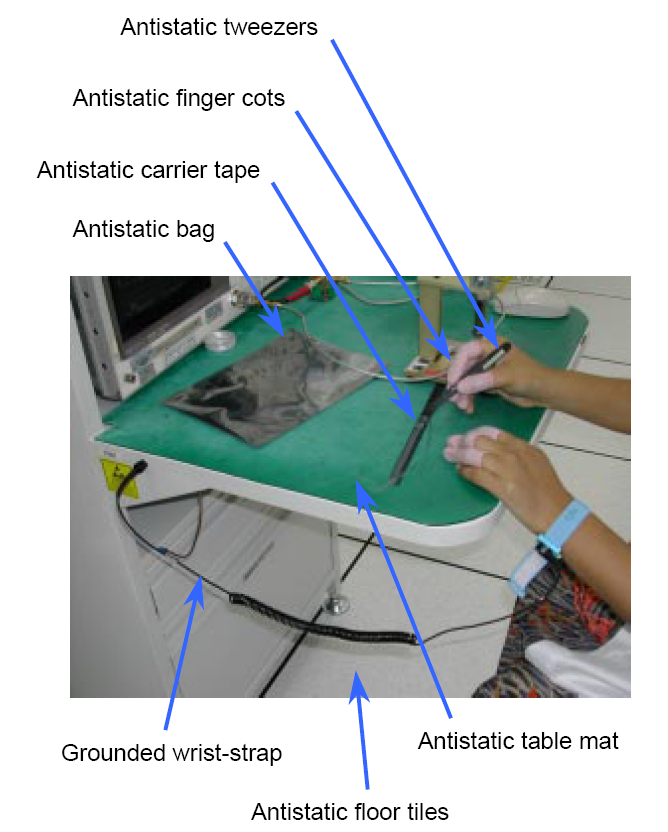 Antistatic tweezers
Antistatic finger cots
Antistatic carrier tape
Antistatic bag
Grounded wrist-strap
Antistatic table mat
Antistatic floor tiles